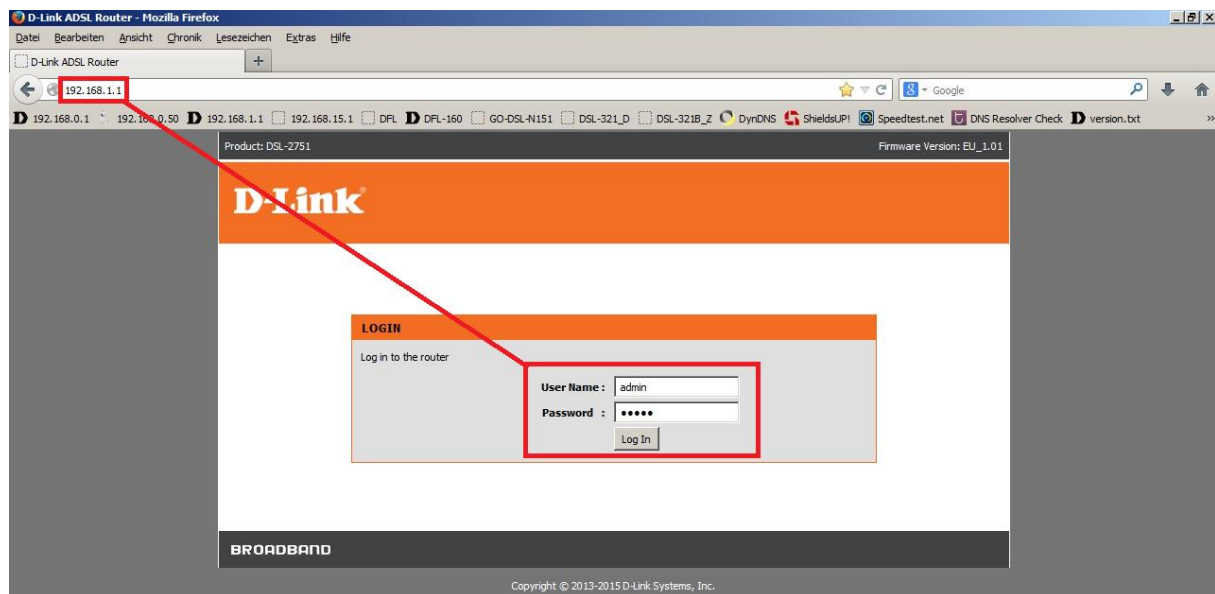 D-Link ADSL Router - Mozilla Firefox
Datei Bearbeiten Ansicht Chronik Lesezeichen Extras Hilfe
D-Link ADSL Router
192.168.1.1
Google
192.168.0.1 192.168.0.50 192.168.1.1 192.168.15.1 DFL DFL-160 GO-DSL-N151 DSL-321_D DSL-321B_Z DynDNS ShieldsUP! Speedtest.net DNS Resolver Check version.txt »
Product: DSL-2751 Firmware Version: EU_1.01
D-Link
LOGIN
Log in to the router
User Name : admin
Password : •••••
Log In
BROADBAND
Copyright © 2013-2015 D-Link Systems, Inc.